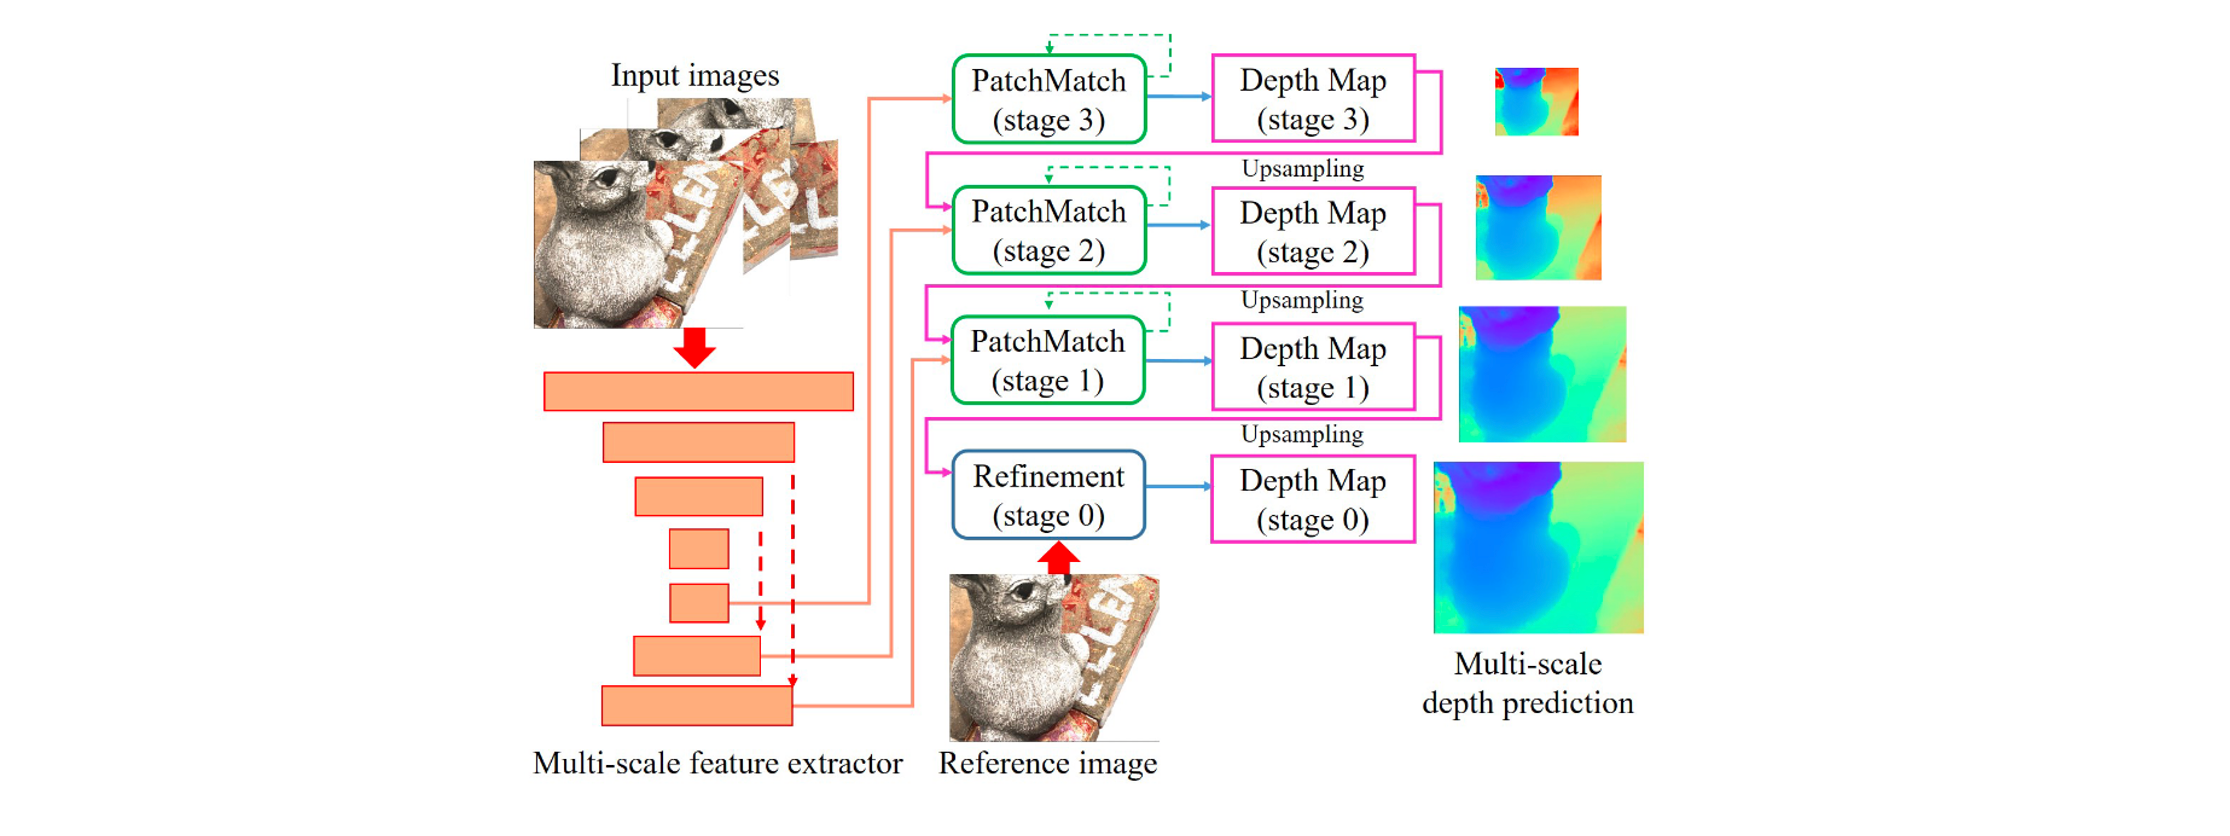 Input images
PatchMatch
(stage 3)
Depth Map
(stage 3)
Upsampling
PatchMatch
(stage 2)
Depth Map
(stage 2)
Upsampling
PatchMatch
(stage 1)
Depth Map
(stage 1)
Upsampling
Refinement
(stage 0)
Depth Map
(stage 0)
Multi-scale
depth prediction
Multi-scale feature extractor
Reference image